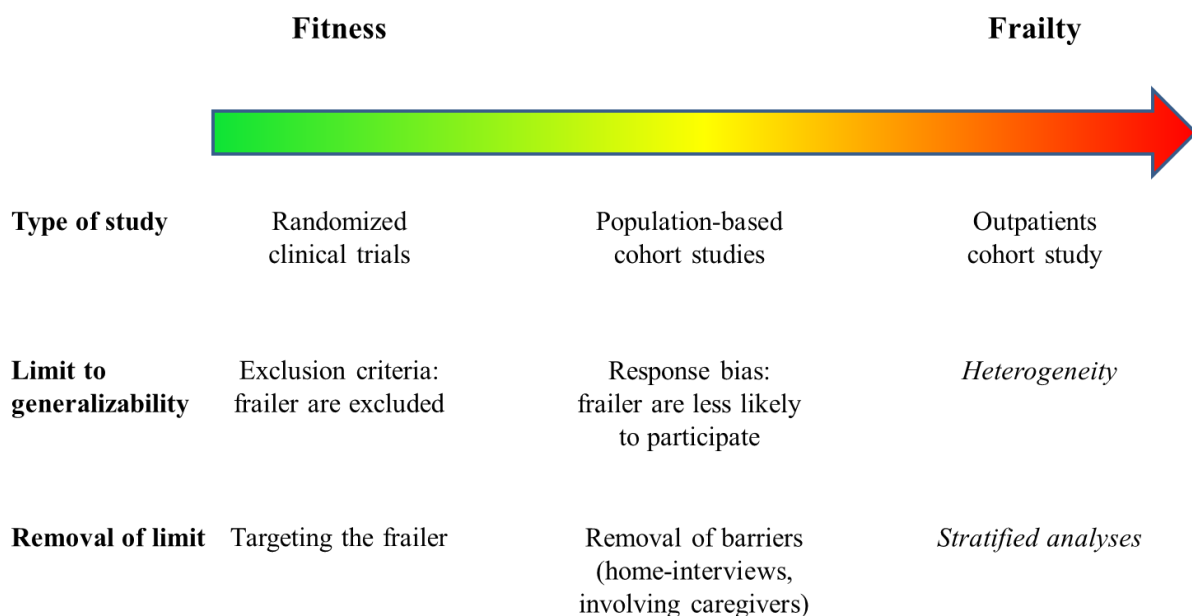 Fitness Frailty
Type of study Randomized clinical trials Population-based cohort studies Outpatients cohort study
Limit to generalizability Exclusion criteria: frailer are excluded Response bias: frailer are less likely to participate Heterogeneity
Removal of limit Targeting the frailer Removal of barriers (home-interviews, involving caregivers) Stratified analyses